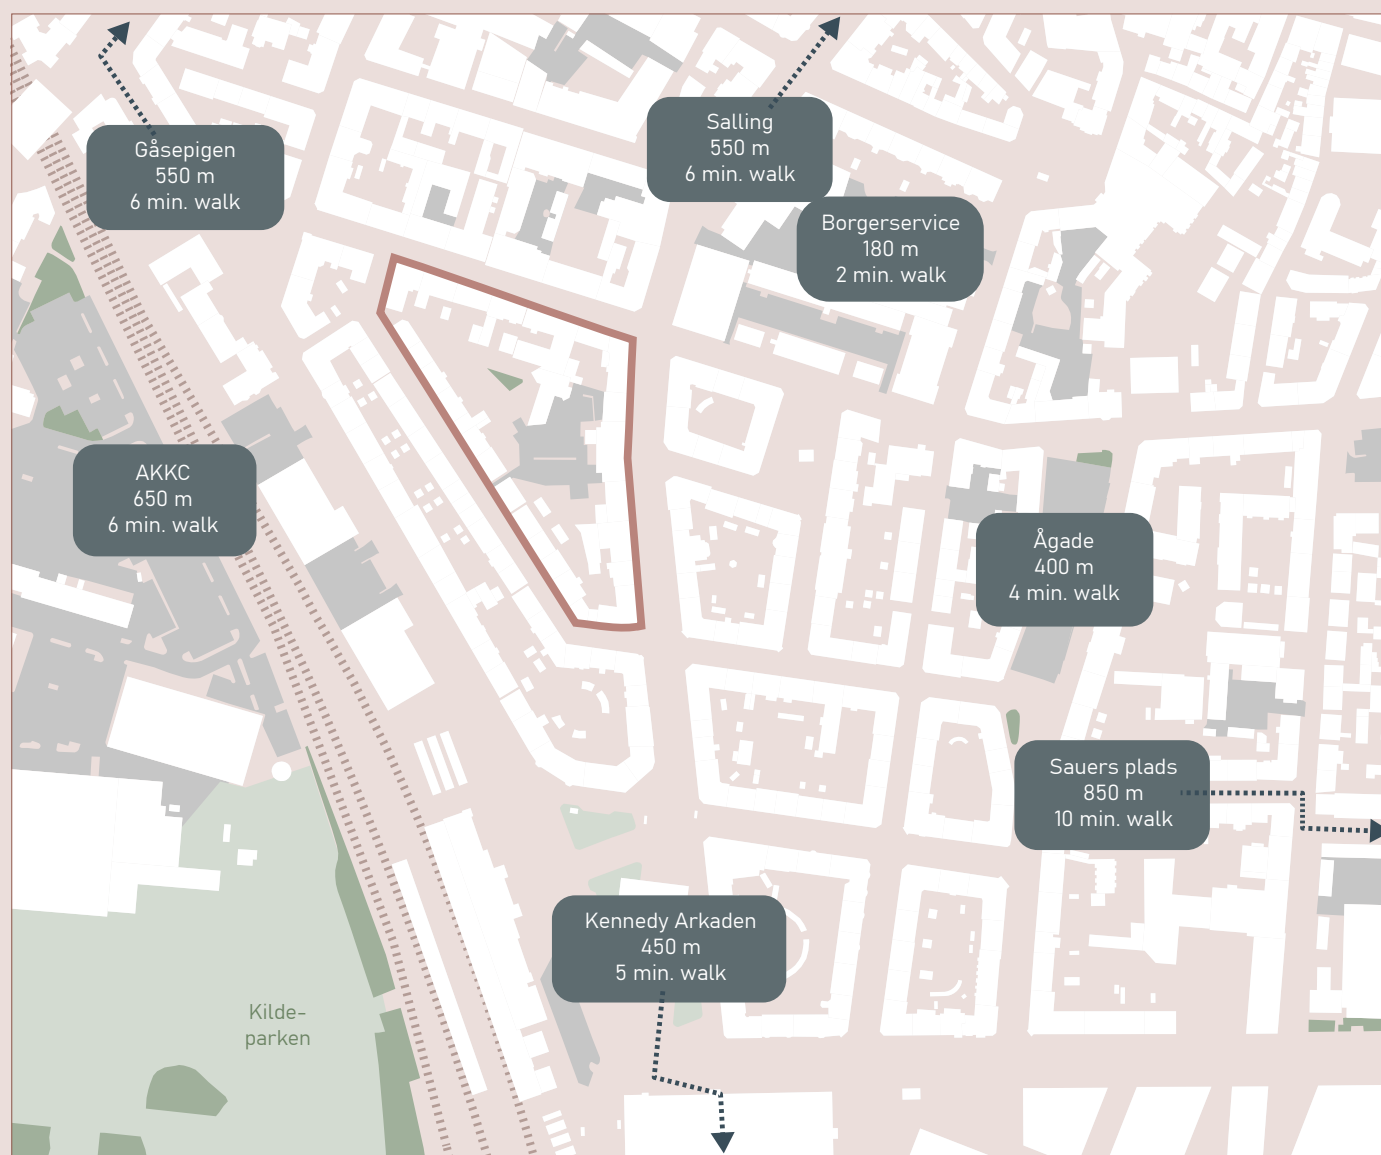 Salling
550 m
6 min. walk
Gåsepigen
550 m
6 min. walk
Borgerservice
180 m
2 min. walk
AKKC
650 m
6 min. walk
Ågade
400 m
4 min. walk
Sauers plads
850 m
10 min. walk
Kennedy Arkaden
450 m
5 min. walk
Kilde-
parken